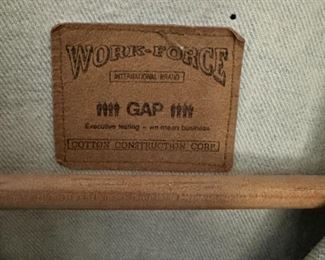 WORK-FORCE
INTERNATIONAL BRAND
GAP
Executive testing - we mean business
COTTON CONSTRUCTION CORP.